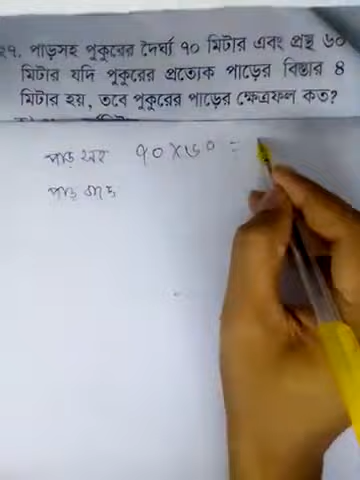 ২৭. পাড়সহ পুকুরের দৈর্ঘ্য ৭০ মিটার এবং প্রস্থ ৬০
মিটার যদি পুকুরের প্রত্যেক পাড়ের বিস্তার ৪
মিটার হয়, তবে পুকুরের পাড়ের ক্ষেত্রফল কত?
পাড় সহ ৭০×৬০ =
পাড় বাদে